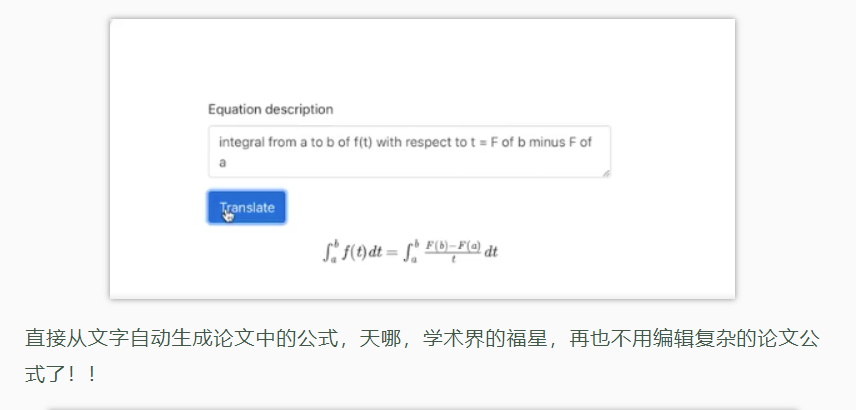 Equation description
integral from a to b of f(t) with respect to t = F of b minus F of
a
Translate
∫_a^b f(t) dt = ∫_a^b \frac{F(b)−F(a)}{t} dt
直接从文字自动生成论文中的公式，天哪，学术界的福星，再也不用编辑复杂的论文公
式了！！